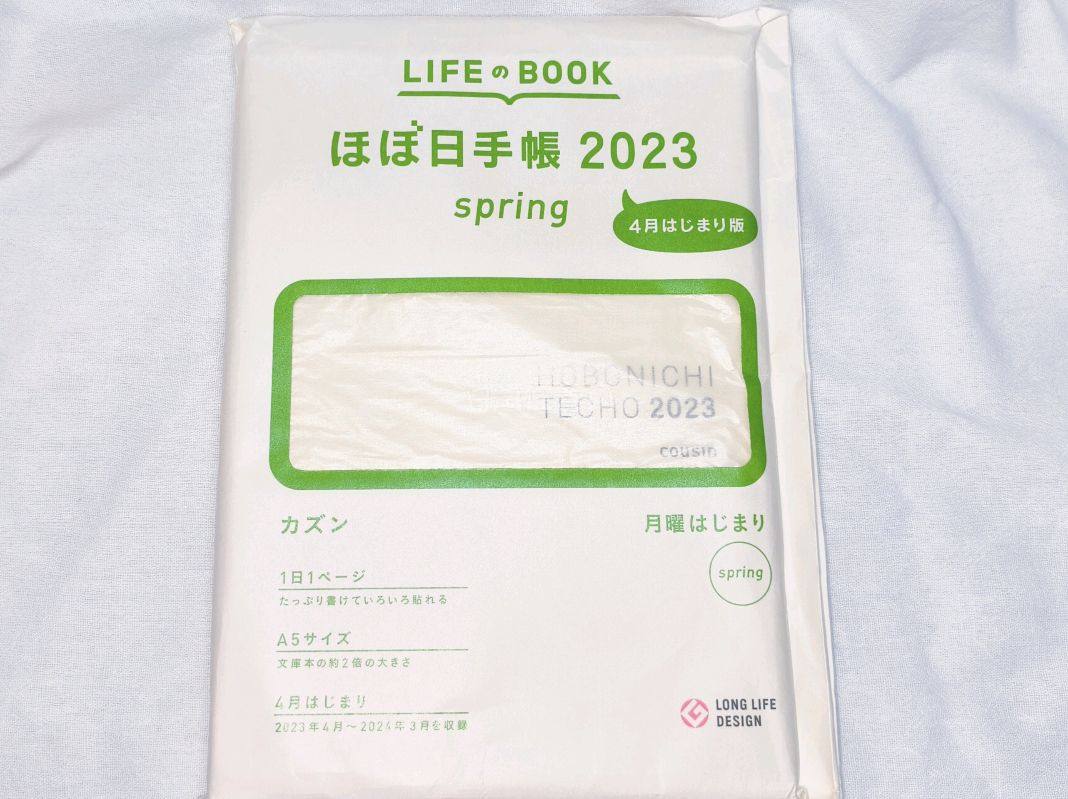 LIFEのBOOK
ほぼ日手帳 2023
spring
4月はじまり版
HOBONICHI
TECHO 2023
cousin
カズン
月曜はじまり
spring
1日1ページ
たっぷり書けていろいろ貼れる
A5サイズ
文庫本の約2倍の大きさ
4月はじまり
2023年4月～2024年3月を収録
LONG LIFE
DESIGN